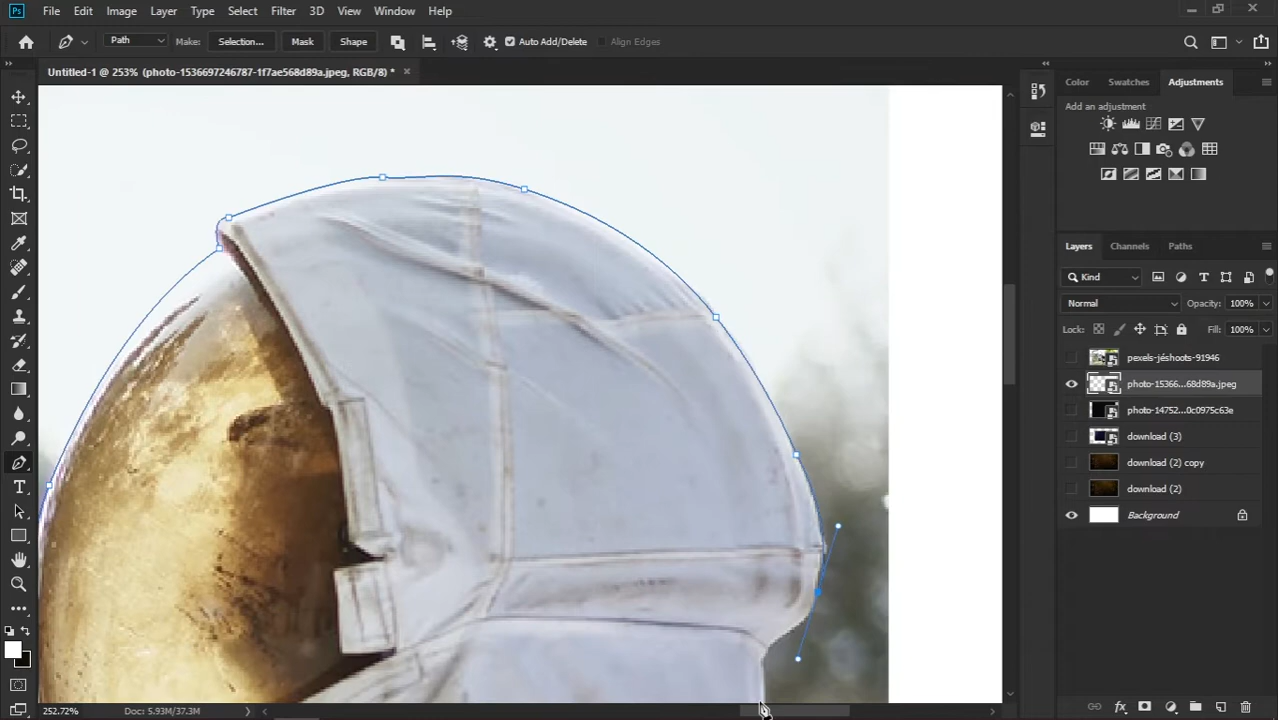 Ps File Edit Image Layer Type Select Filter 3D View Window Help
Path Make: Selection... Mask Shape Auto Add/Delete Align Edges
Untitled-1 @ 253% (photo-1536697246787-1f7ae568d89a.jpeg, RGB/8) *
Color Swatches Adjustments
Add an adjustment
Layers Channels Paths
Kind
Normal Opacity: 100%
Lock: Fill: 100%
pexels-jéshoots-91946
photo-15366...68d89a.jpeg
photo-14752...0c0975c63e
download (3)
download (2) copy
download (2)
Background
252.72% Doc: 5.93M/37.3M